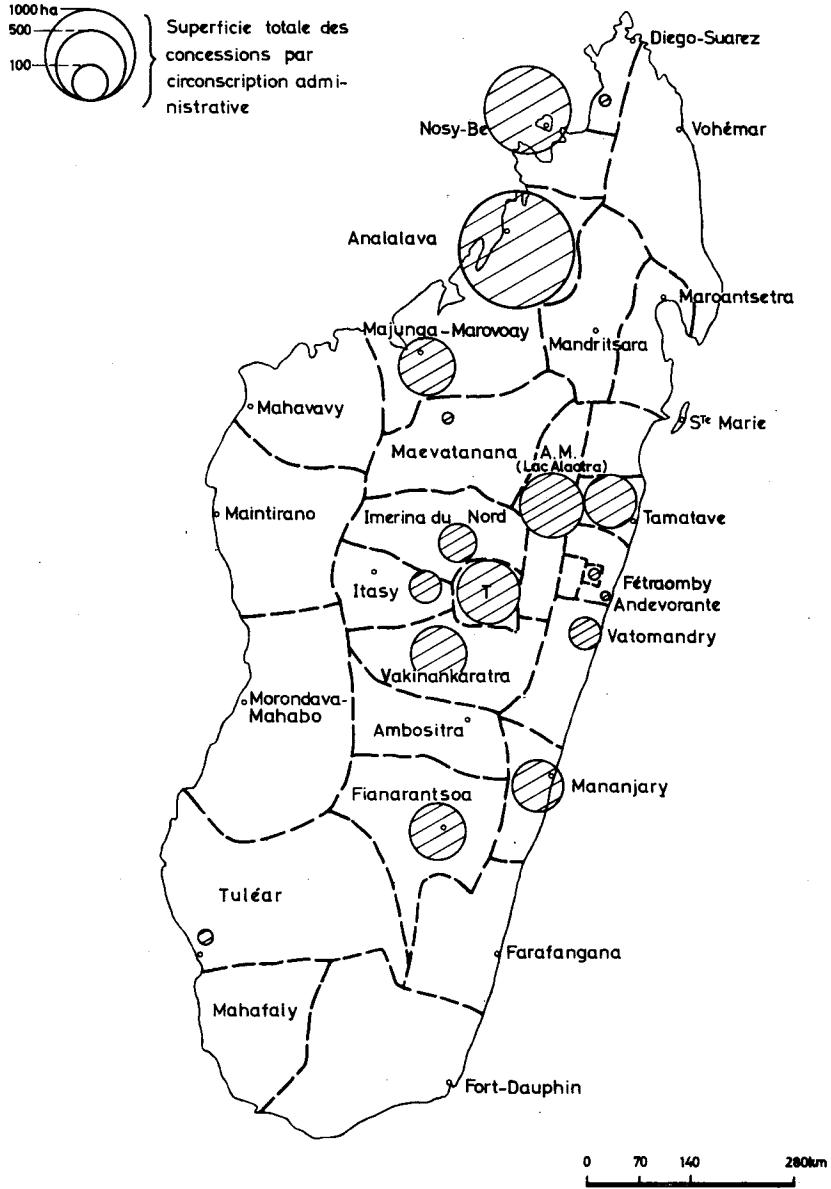 1000 ha
500
100
Superficie totale des
concessions par
circonscription admi-
nistrative
Diego-Suarez
Nosy-Be
Vohémar
Analalava
Maroantsetra
Majunga-Marovoay
Mandritsara
Mahavavy
Sᵀᵉ Marie
Maevatanana
A.M.
(Lac Alaotra)
Maintirano
Imerina du Nord
Tamatave
Itasy
T
Fétraomby
Andevorante
Vatomandry
Vakinankaratra
Morondava-
Mahabo
Ambositra
Fianarantsoa
Mananjary
Tuléar
Farafangana
Mahafaly
Fort-Dauphin
0 70 140 280km